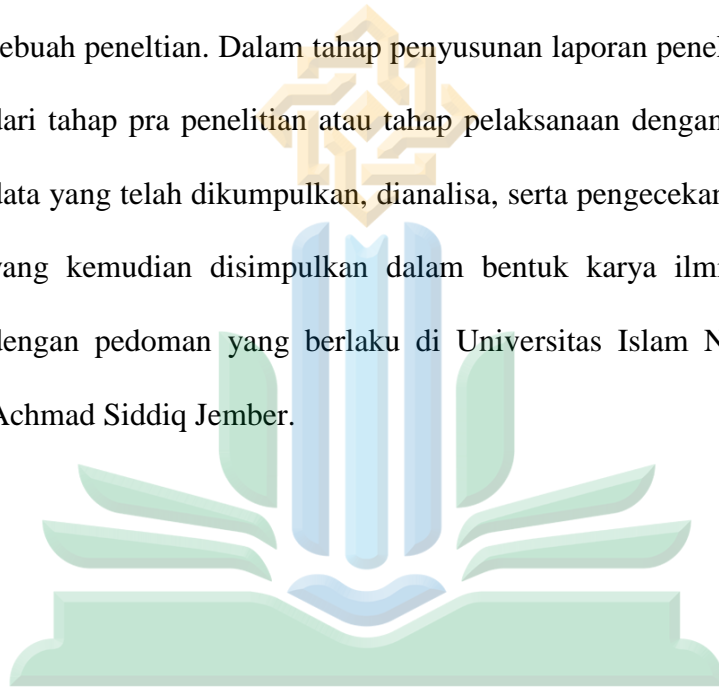 sebuah peneltian. Dalam tahap penyusunan laporan penel
dari tahap pra penelitian atau tahap pelaksanaan dengan
data yang telah dikumpulkan, dianalisa, serta pengecekan
yang kemudian disimpulkan dalam bentuk karya ilm
dengan pedoman yang berlaku di Universitas Islam N
Achmad Siddiq Jember.